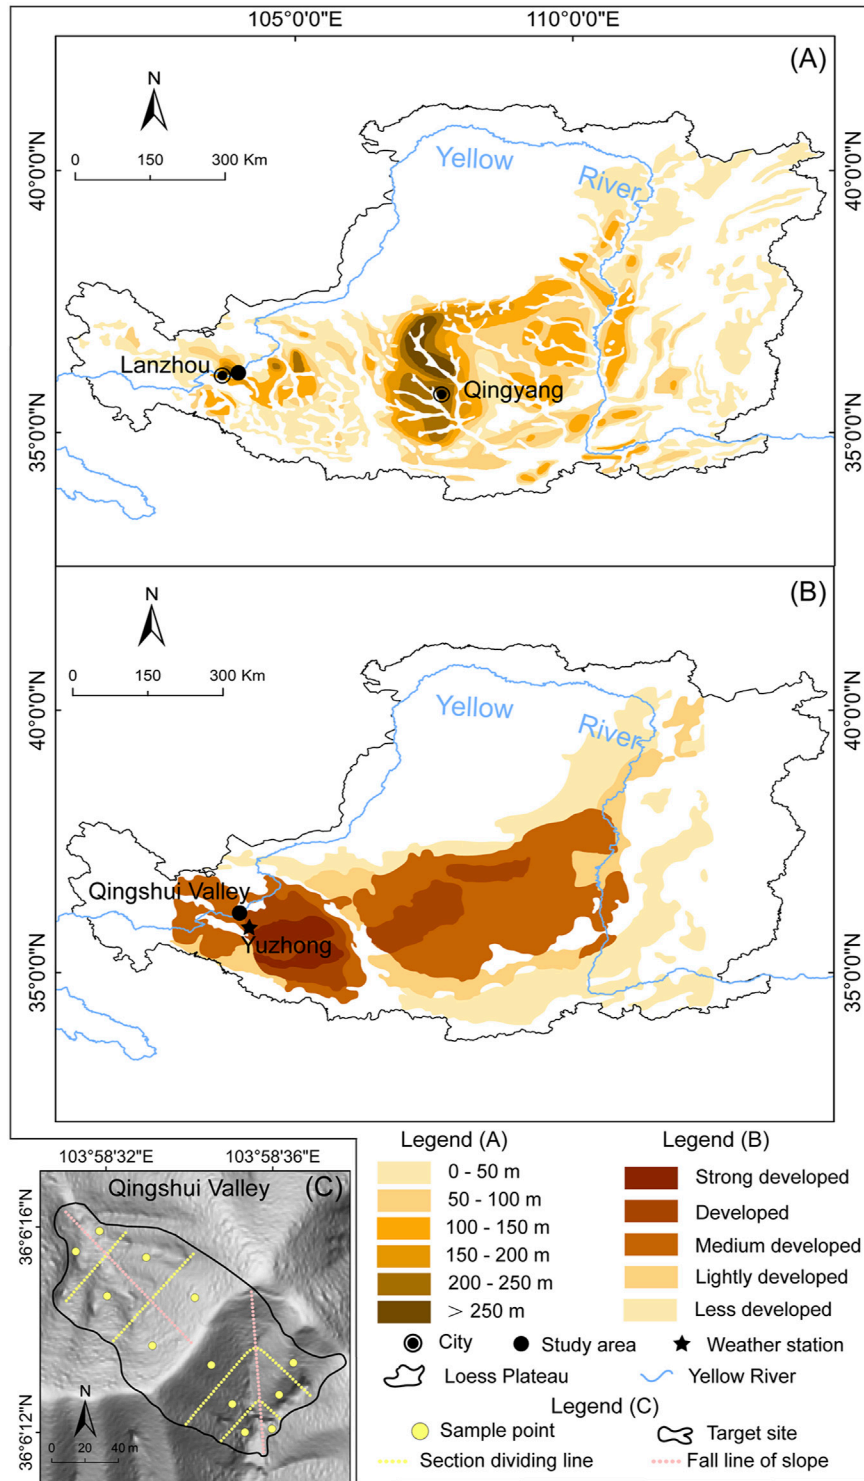 105°0'0"E 110°0'0"E
(A)
N
0 150 300 Km
40°0'0"N
40°0'0"N
Yellow
River
Lanzhou
Qingyang
35°0'0"N
35°0'0"N
(B)
N
0 150 300 Km
40°0'0"N
40°0'0"N
Yellow
River
Qingshui Valley
Yuzhong
35°0'0"N
35°0'0"N
103°58'32"E 103°58'36"E
Qingshui Valley (C)
36°6'16"N
36°6'12"N
N
0 20 40 m
Legend (A)
0 - 50 m
50 - 100 m
100 - 150 m
150 - 200 m
200 - 250 m
> 250 m
Legend (B)
Strong developed
Developed
Medium developed
Lightly developed
Less developed
City Study area Weather station
Loess Plateau Yellow River
Legend (C)
Sample point Target site
Section dividing line Fall line of slope